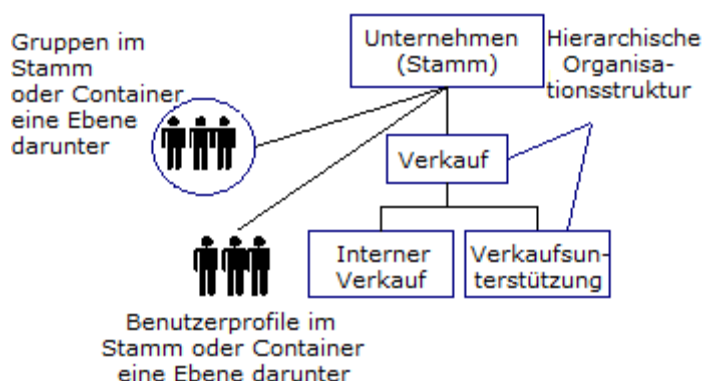 Gruppen im
Stamm
oder Container
eine Ebene
darunter
Unternehmen
(Stamm)
Hierarchische
Organisa-
tionsstruktur
Verkauf
Interner
Verkauf
Verkaufsun-
terstützung
Benutzerprofile im
Stamm oder Container
eine Ebene darunter